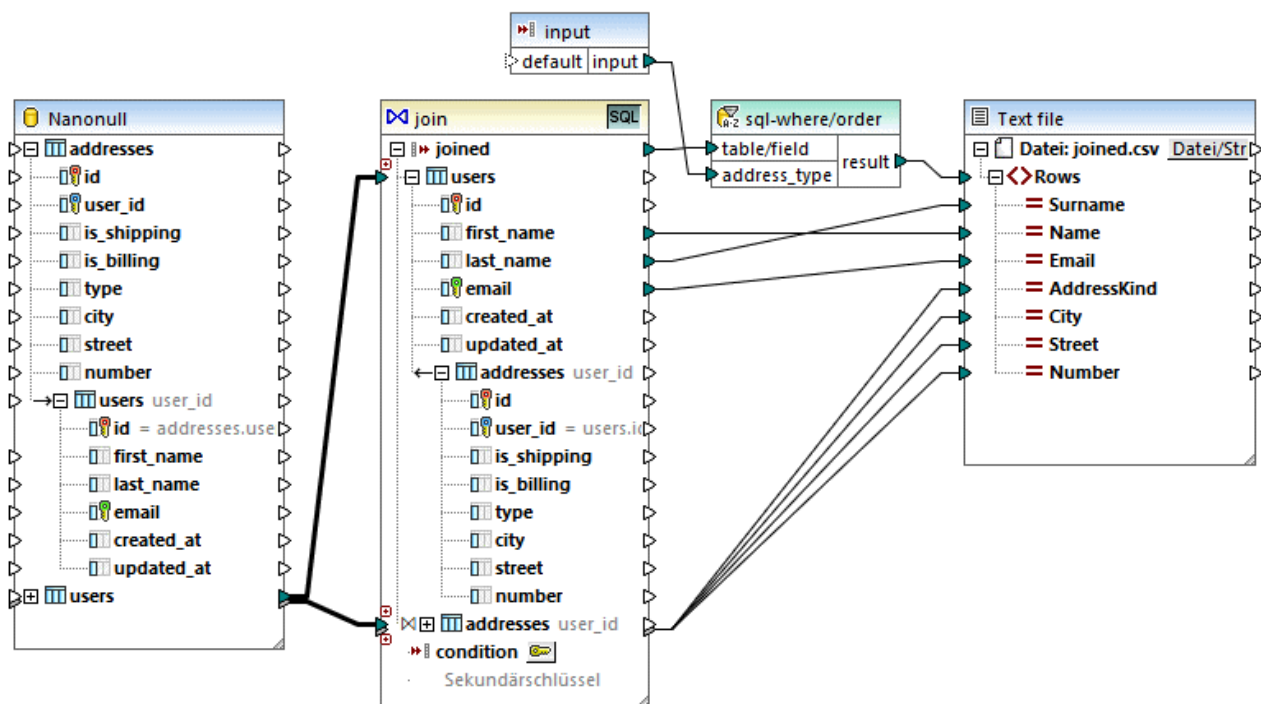 input
default input
Nanonull
addresses
id
user_id
is_shipping
is_billing
type
city
street
number
users user_id
id = addresses.use
first_name
last_name
email
created_at
updated_at
users
join SQL
joined
users
id
first_name
last_name
email
created_at
updated_at
addresses user_id
id
user_id = users.id
is_shipping
is_billing
type
city
street
number
addresses user_id
condition
Sekundärschlüssel
A-Z sql-where/order
table/field
result
address_type
Text file
Datei: joined.csv Datei/Str
Rows
Surname
Name
Email
AddressKind
City
Street
Number